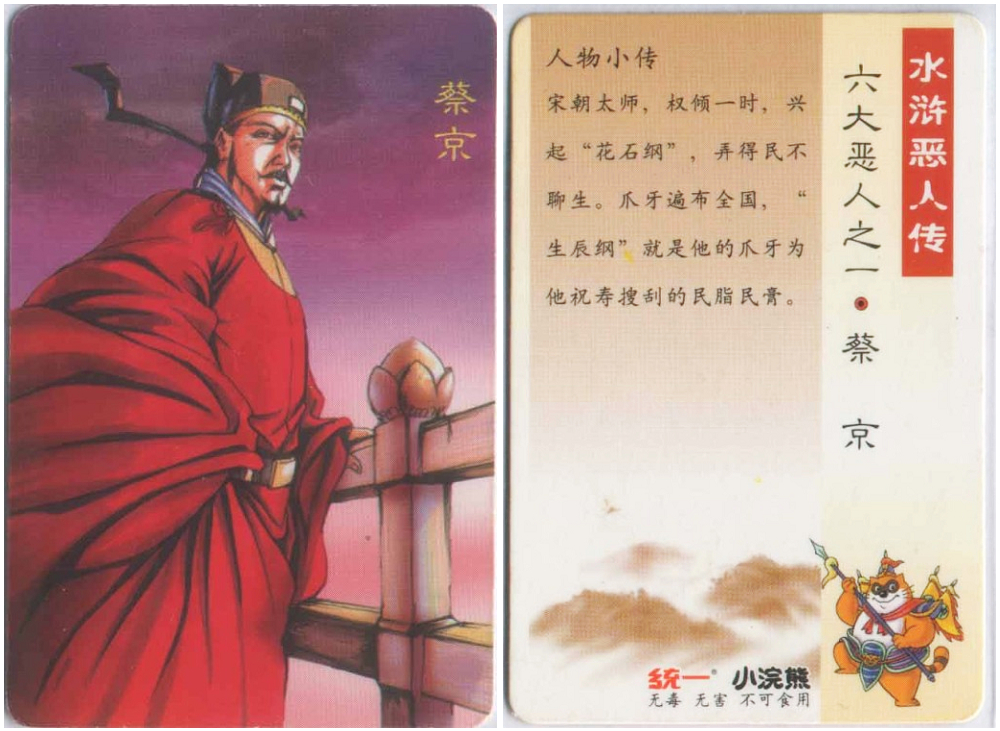 蔡京
人物小传
宋朝太师，权倾一时，兴
起“花石纲”，弄得民不
聊生。爪牙遍布全国，“
生辰纲”就是他的爪牙为
他祝寿搜刮的民脂民膏。
水浒恶人传
六大恶人之一·蔡京
统一® 小浣熊
无毒 无害 不可食用